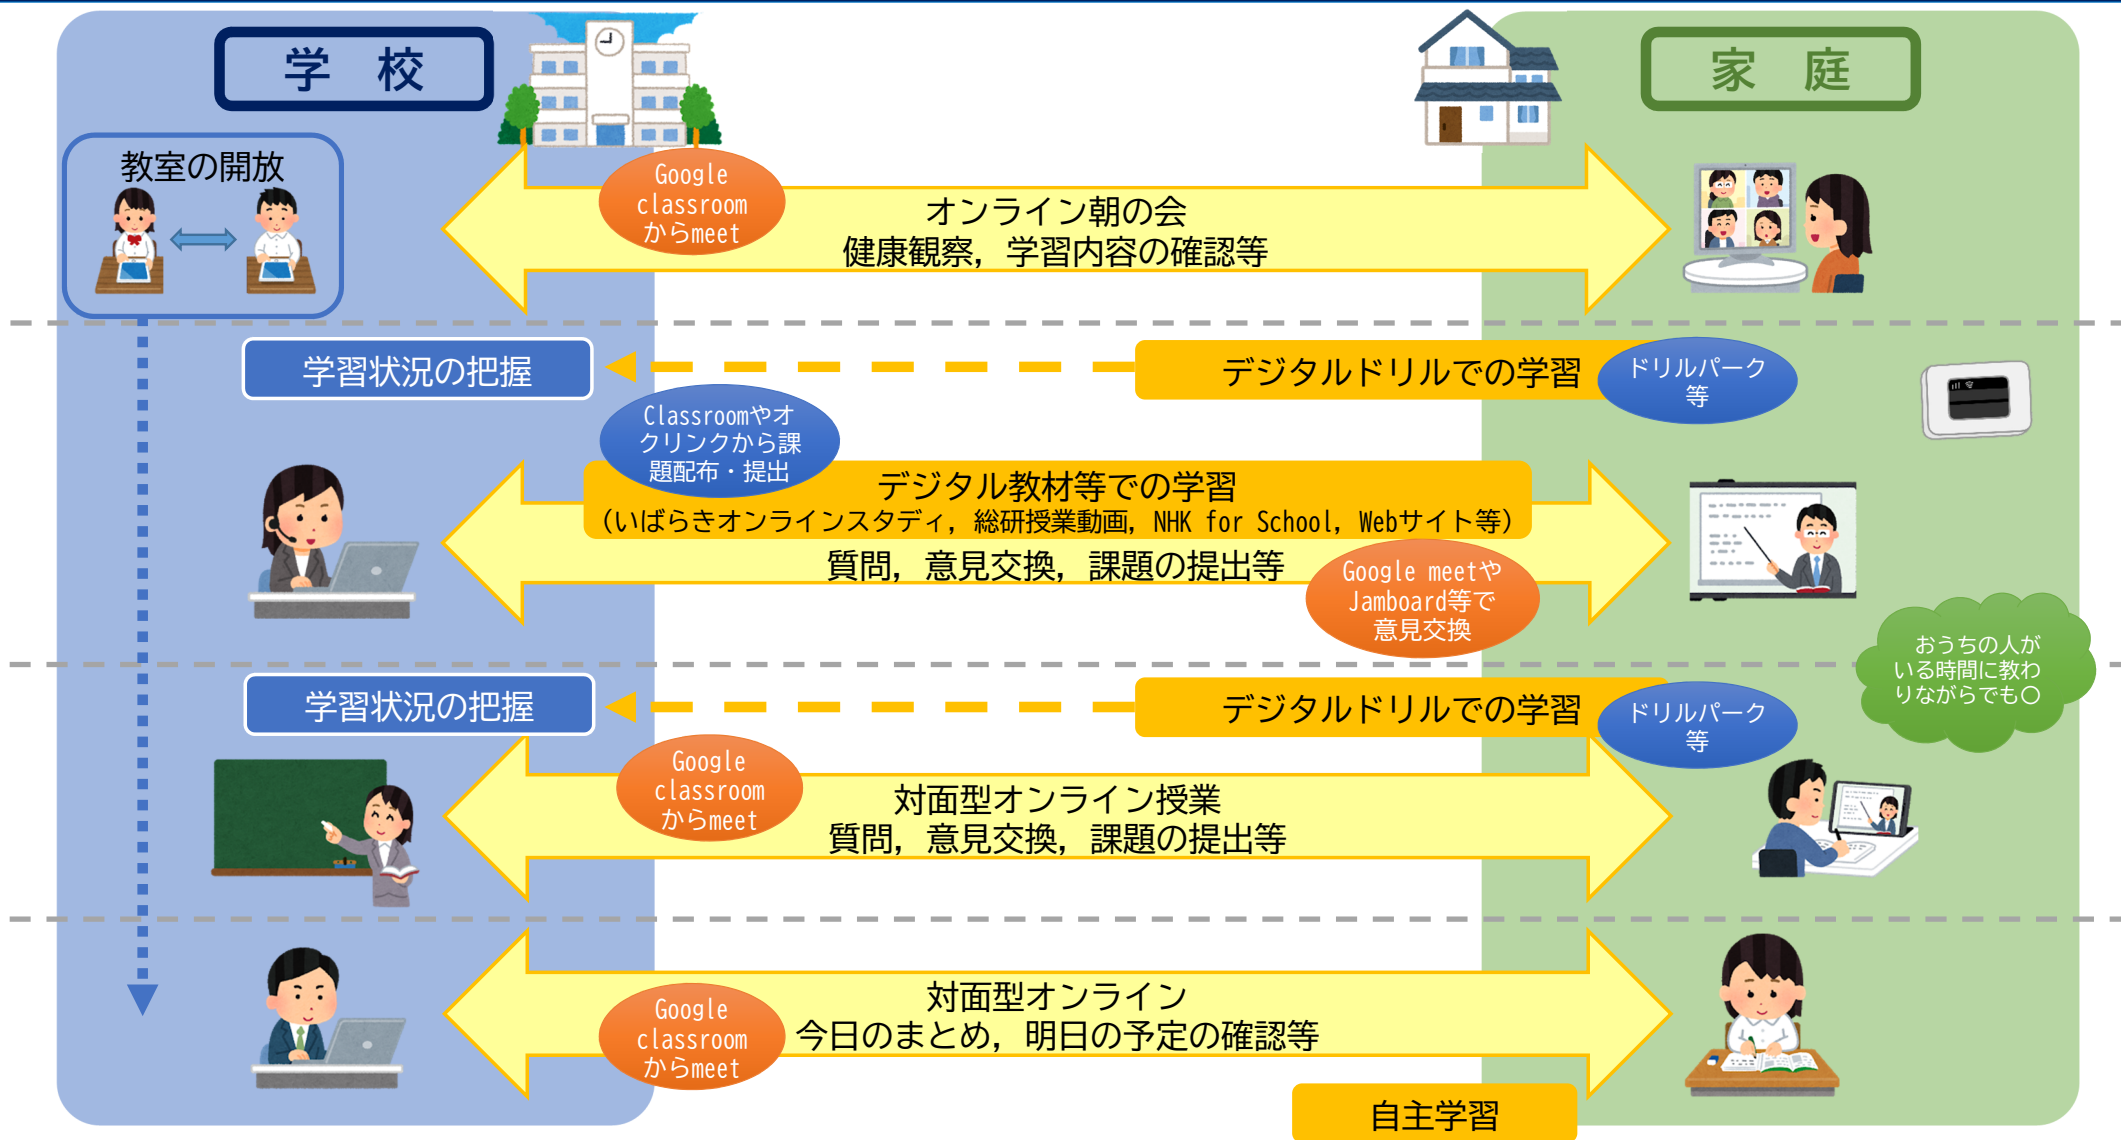 学 校
家 庭
教室の開放
Google
classroom
からmeet
オンライン朝の会
健康観察，学習内容の確認等
学習状況の把握
デジタルドリルでの学習
ドリルパーク
等
Classroomやオ
クリンクから課
題配布・提出
デジタル教材等での学習
（いばらきオンラインスタディ，総研授業動画，NHK for School，Webサイト等）
質問，意見交換，課題の提出等
Google meetや
Jamboard等で
意見交換
おうちの人が
いる時間に教わ
りながらでも〇
学習状況の把握
デジタルドリルでの学習
ドリルパーク
等
Google
classroom
からmeet
対面型オンライン授業
質問，意見交換，課題の提出等
Google
classroom
からmeet
対面型オンライン
今日のまとめ，明日の予定の確認等
自主学習